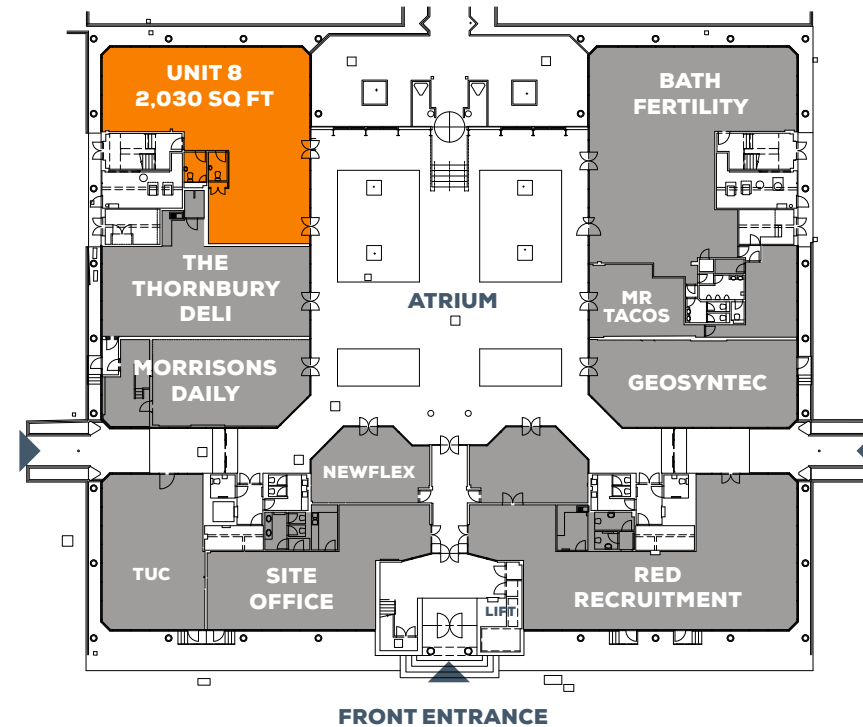 UNIT 8
2,030 SQ FT
BATH
FERTILITY
THE
THORNBURY
DELI
ATRIUM
MR
TACOS
MORRISONS
DAILY
GEOSYNTEC
NEWFLEX
TUC
SITE
OFFICE
LIFT
RED
RECRUITMENT
FRONT ENTRANCE